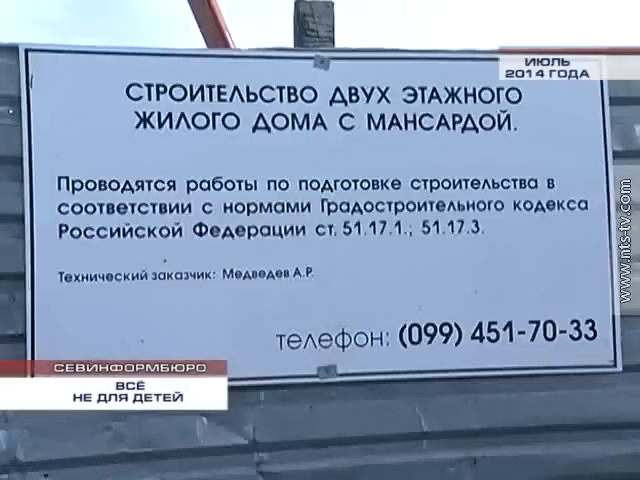 ИЮЛЬ
2014 ГОДА
СТРОИТЕЛЬСТВО ДВУХ ЭТАЖНОГО
ЖИЛОГО ДОМА С МАНСАРДОЙ.
Проводятся работы по подготовке строительства в
соответствии с нормами Градостроительного кодекса
Российской Федерации ст. 51.17.1.; 51.17.3.
Технический заказчик: Медведев А.Р.
телефон: (099) 451-70-33
www.nts-tv.com
СЕВИНФОРМБЮРО
ВСЁ
НЕ ДЛЯ ДЕТЕЙ